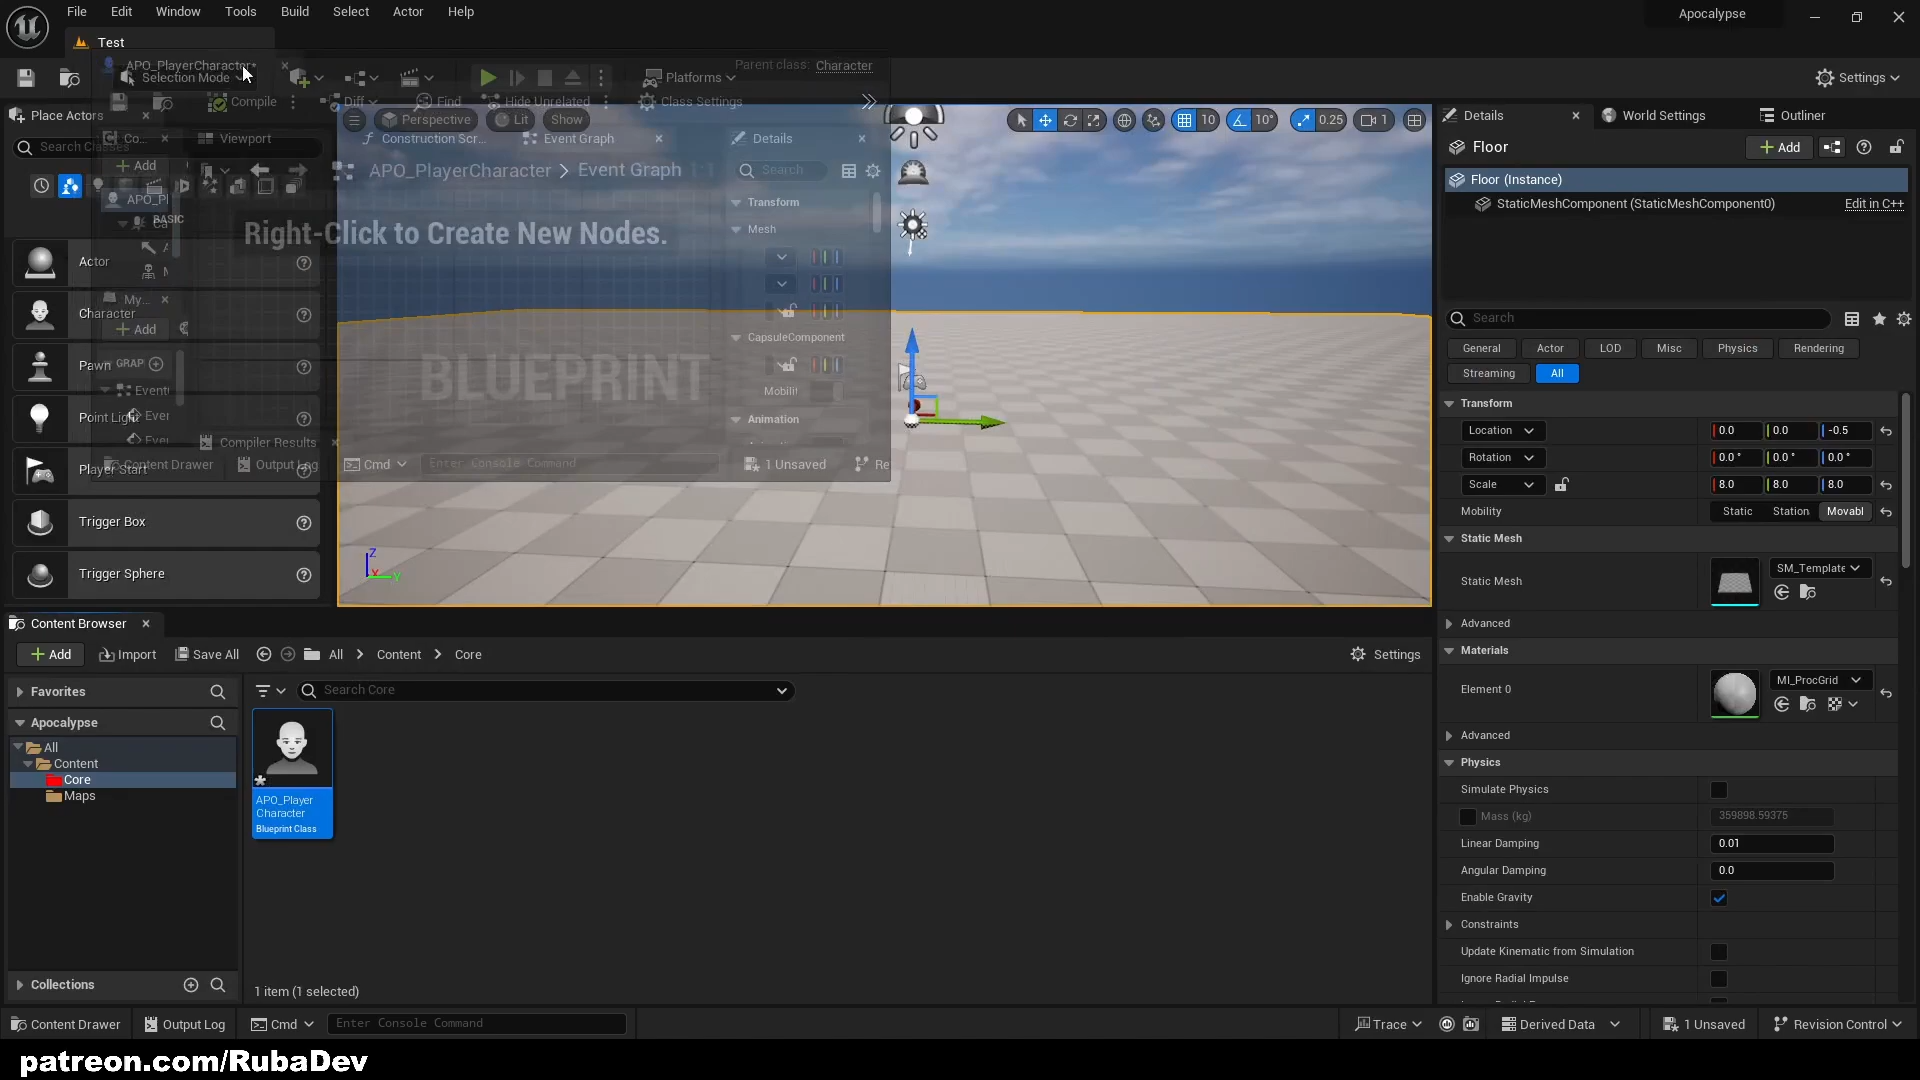 File Edit Window Tools Build Select Actor Help
Apocalypse
Test
APO_PlayerCharacter*
Parent class: Character
Selection Mode
Platforms
Settings
Compile
Diff
Find
Hide Unrelated
Class Settings
Place Actors
Search Classes
Co...
Viewport
Construction Scr...
Event Graph
Details
Perspective
Lit
Show
10
10°
0.25
1
Add
APO_PlayerCharacter > Event Graph
Search
APO_Pl
BASIC
Ca
Right-Click to Create New Nodes.
Transform
Mesh
CapsuleComponent
Mobilit
Animation
BLUEPRINT
My...
Add
GRAP
Event
Ever
Eve
Compiler Results
Content Drawer
Output Log
Cmd
Enter Console Command
1 Unsaved
Re
Actor
Character
Pawn
Point Light
Player Start
Trigger Box
Trigger Sphere
Z
X
Y
Details
World Settings
Outliner
Floor
Add
Floor (Instance)
StaticMeshComponent (StaticMeshComponent0)
Edit in C++
Search
General
Actor
LOD
Misc
Physics
Rendering
Streaming
All
Transform
Location
0.0
0.0
-0.5
Rotation
0.0 °
0.0 °
0.0 °
Scale
8.0
8.0
8.0
Mobility
Static
Station
Movabl
Static Mesh
Static Mesh
SM_Template
Advanced
Materials
Element 0
MI_ProcGrid
Advanced
Physics
Simulate Physics
Mass (kg)
359898.59375
Linear Damping
0.01
Angular Damping
0.0
Enable Gravity
Constraints
Update Kinematic from Simulation
Ignore Radial Impulse
Content Browser
Add
Import
Save All
All > Content > Core
Settings
Favorites
Search Core
Apocalypse
All
Content
Core
Maps
APO_Player
Character
Blueprint Class
Collections
1 item (1 selected)
Content Drawer
Output Log
Cmd
Enter Console Command
Trace
Derived Data
1 Unsaved
Revision Control
patreon.com/RubaDev